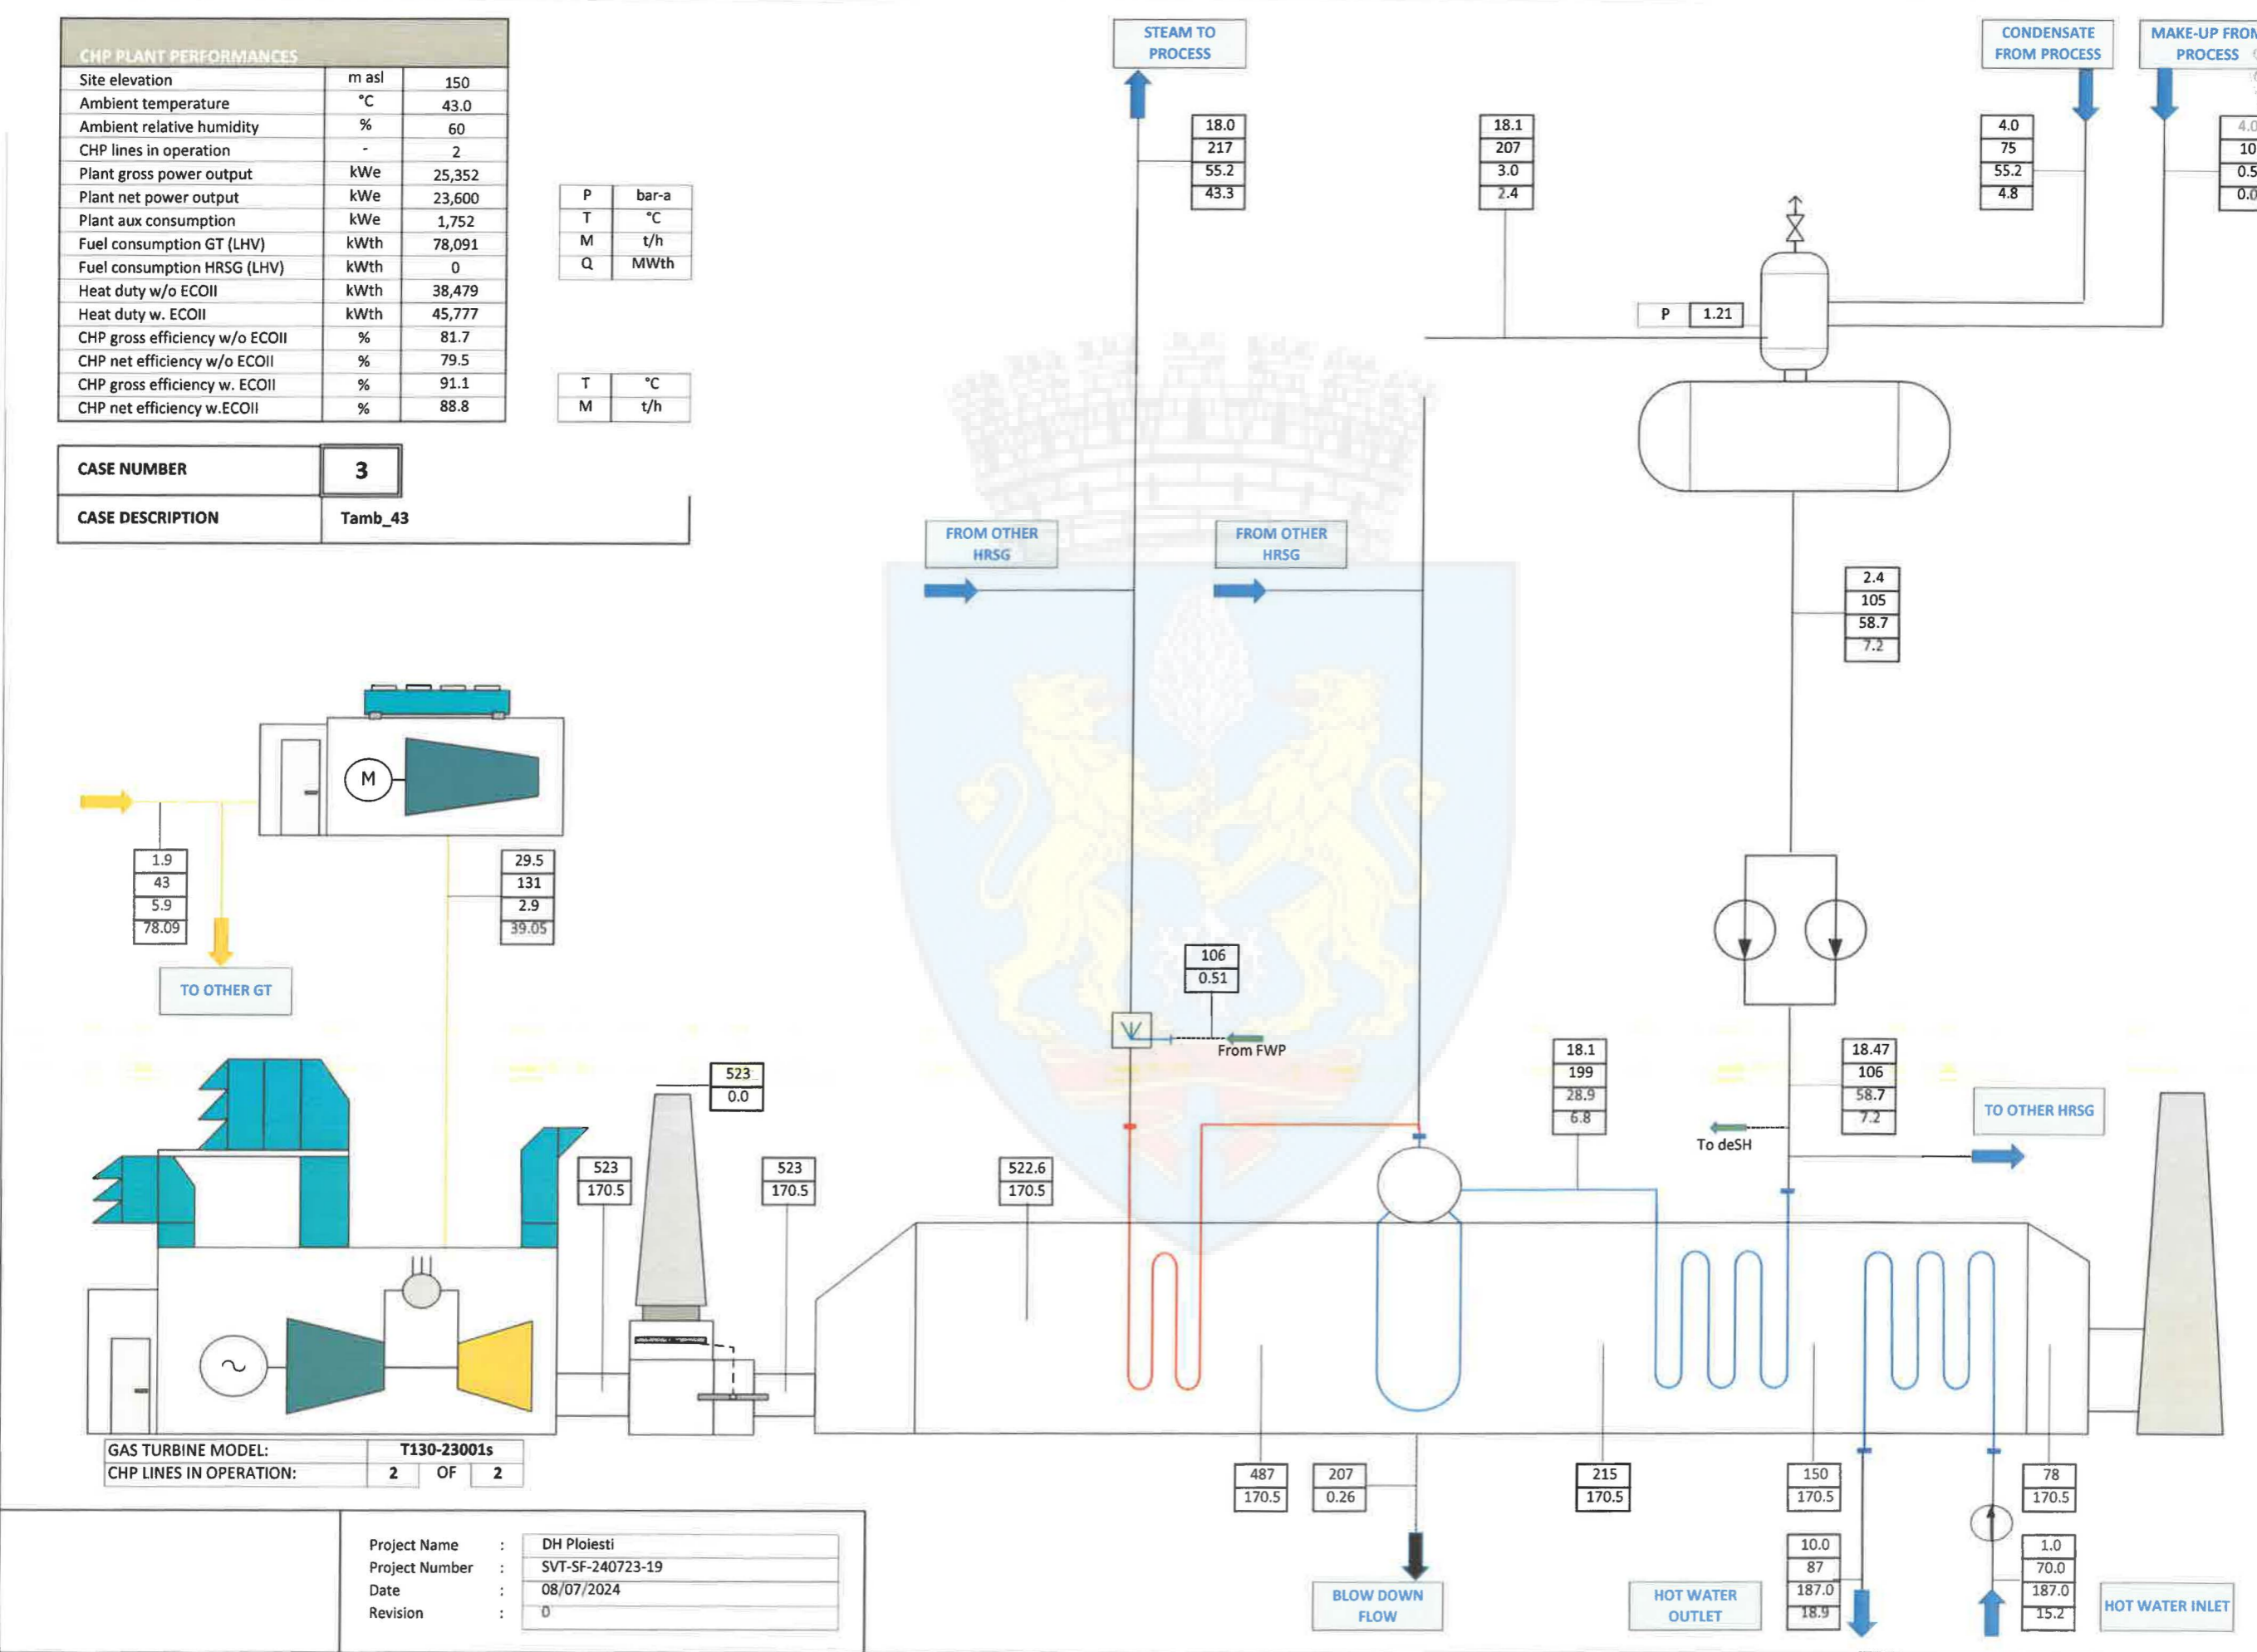 CHP PLANT PERFORMANCES
Site elevation m asl 150
Ambient temperature °C 43.0
Ambient relative humidity % 60
CHP lines in operation - 2
Plant gross power output kWe 25,352
Plant net power output kWe 23,600
Plant aux consumption kWe 1,752
Fuel consumption GT (LHV) kWth 78,091
Fuel consumption HRSG (LHV) kWth 0
Heat duty w/o ECOII kWth 38,479
Heat duty w. ECOII kWth 45,777
CHP gross efficiency w/o ECOII % 81.7
CHP net efficiency w/o ECOII % 79.5
CHP gross efficiency w. ECOII % 91.1
CHP net efficiency w.ECOII % 88.8
P bar-a
T °C
M t/h
Q MWth
T °C
M t/h
CASE NUMBER 3
CASE DESCRIPTION Tamb_43
STEAM TO
PROCESS
18.0
217
55.2
43.3
18.1
207
3.0
2.4
CONDENSATE
FROM PROCESS
4.0
75
55.2
4.8
MAKE-UP FROM
PROCESS
4.0
10
0.5
0.0
P 1.21
FROM OTHER
HRSG
FROM OTHER
HRSG
2.4
105
58.7
7.2
M
1.9
43
5.9
78.09
29.5
131
2.9
39.05
TO OTHER GT
106
0.51
From FWP
18.1
199
28.9
6.8
18.47
106
58.7
7.2
To deSH
TO OTHER HRSG
523
0.0
523
170.5
523
170.5
522.6
170.5
GAS TURBINE MODEL: T130-23001s
CHP LINES IN OPERATION: 2 OF 2
487
170.5
207
0.26
215
170.5
150
170.5
78
170.5
BLOW DOWN
FLOW
HOT WATER
OUTLET
10.0
87
187.0
18.9
1.0
70.0
187.0
15.2
HOT WATER INLET
Project Name : DH Ploiesti
Project Number : SVT-SF-240723-19
Date : 08/07/2024
Revision : 0